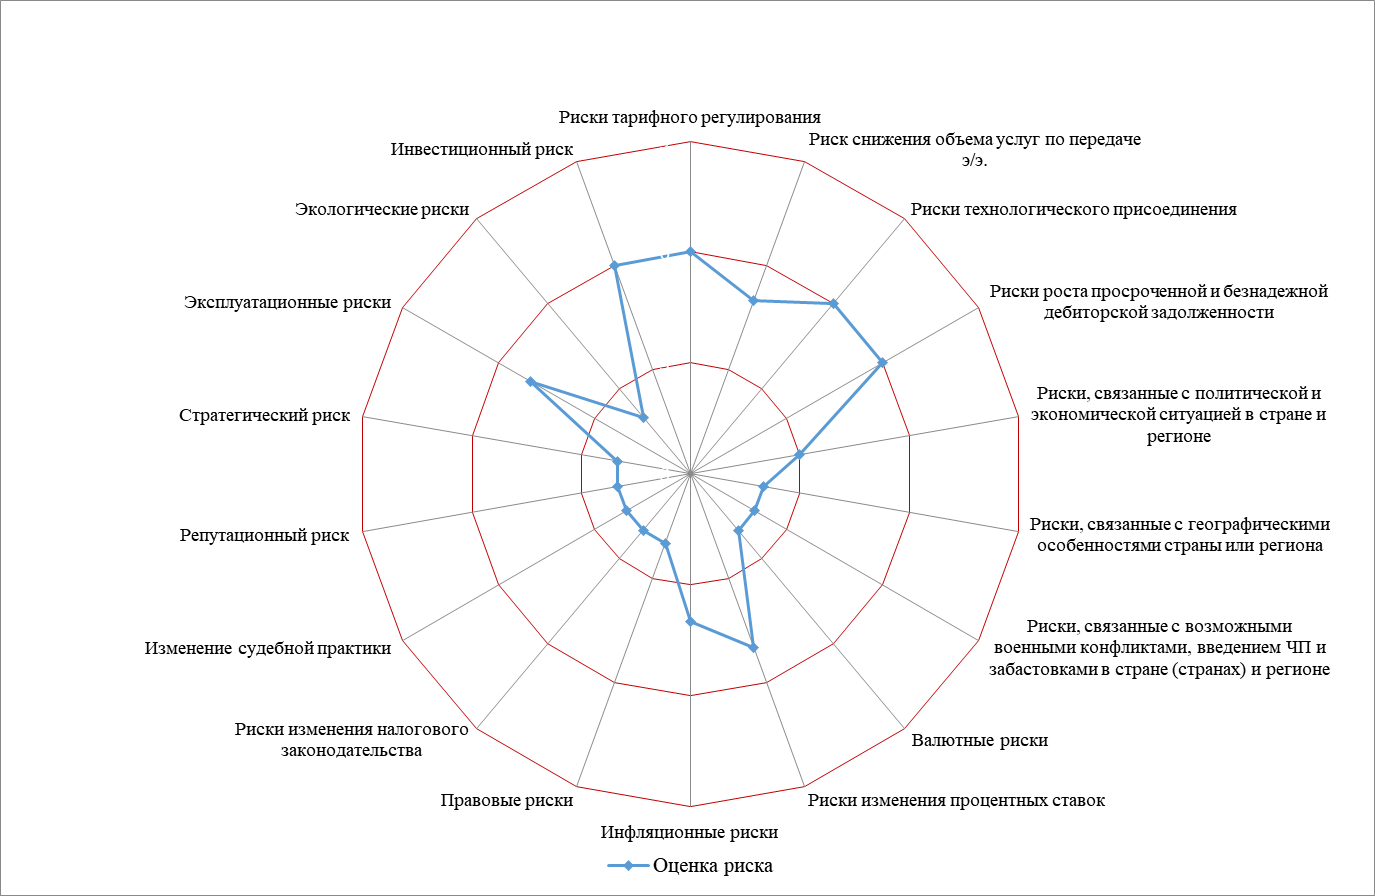 Риски тарифного регулирования
Риск снижения объема услуг по передаче
э/э.
Риски технологического присоединения
Риски роста просроченной и безнадежной
дебиторской задолженности
Риски, связанные с политической и
экономической ситуацией в стране и
регионе
Риски, связанные с географическими
особенностями страны или региона
Риски, связанные с возможными
военными конфликтами, введением ЧП и
забастовками в стране (странах) и регионе
Валютные риски
Риски изменения процентных ставок
Инфляционные риски
Правовые риски
Риски изменения налогового
законодательства
Изменение судебной практики
Репутационный риск
Стратегический риск
Эксплуатационные риски
Экологические риски
Инвестиционный риск
Оценка риска